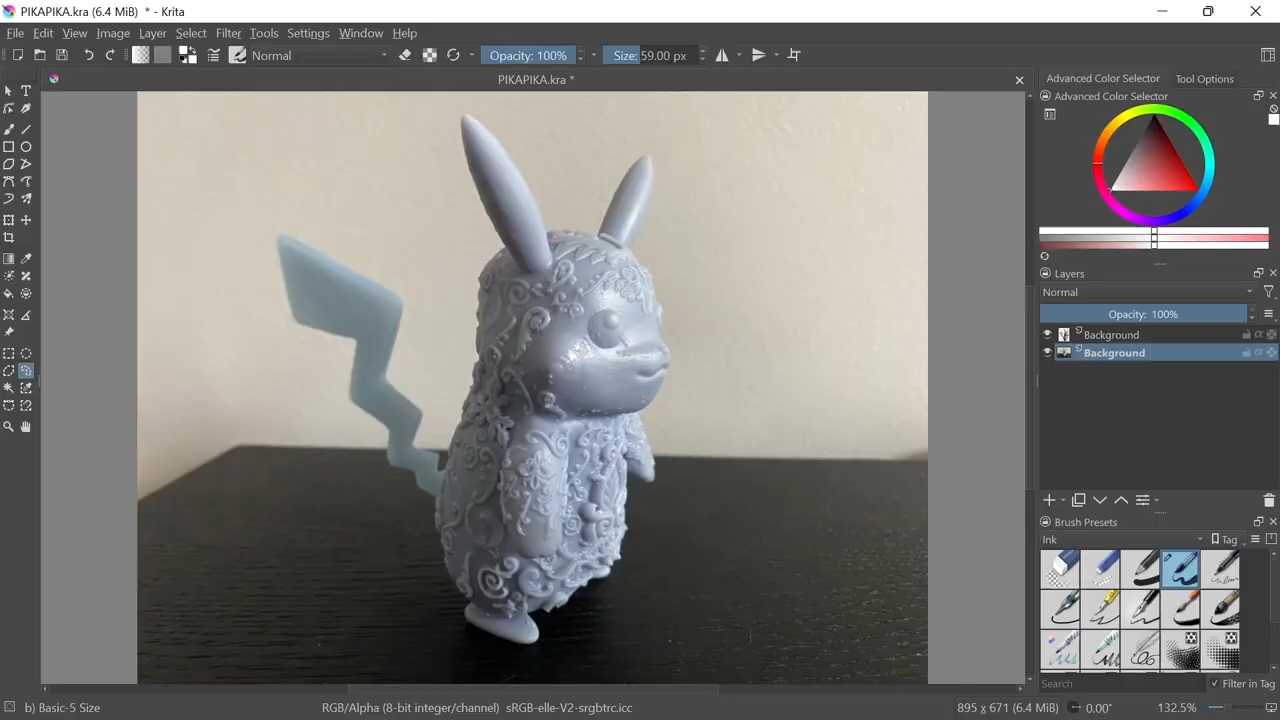 PIKAPIKA.kra (6.4 MiB) * - Krita
File Edit View Image Layer Select Filter Tools Settings Window Help
Normal Opacity: 100% Size: 59.00 px
PIKAPIKA.kra *
Advanced Color Selector Tool Options
Advanced Color Selector
Layers
Normal
Opacity: 100%
Background
Background
Brush Presets
Ink Tag
Search Filter in Tag
b) Basic-5 Size RGB/Alpha (8-bit integer/channel) sRGB-elle-V2-srgbtrc.icc 895 x 671 (6.4 MiB) 0,00° 132.5%